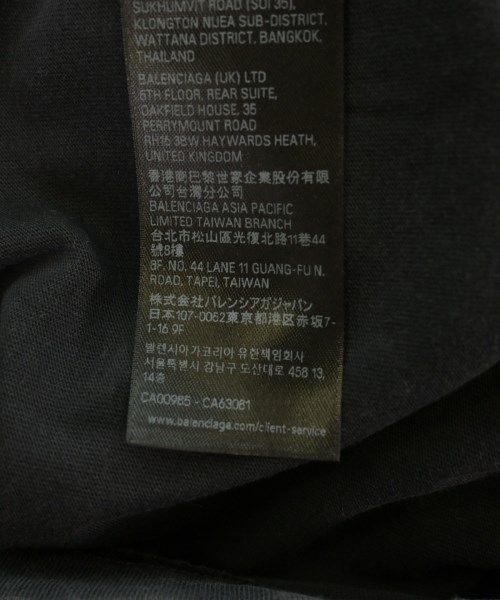 SUKHUMVIT ROAD (SOI 35),
KLONGTON NUEA SUB-DISTRICT,
WATTANA DISTRICT, BANGKOK,
THAILAND
BALENCIAGA (UK) LTD
5TH FLOOR, REAR SUITE,
OAKFIELD HOUSE, 35
PERRYMOUNT ROAD
RH16 3BW HAYWARDS HEATH,
UNITED KINGDOM
香港商巴黎世家企業股份有限
公司台灣分公司
BALENCIAGA ASIA PACIFIC
LIMITED TAIWAN BRANCH
台北市松山區光復北路11巷44
號8樓
8F. NO. 44 LANE 11 GUANG-FU N.
ROAD, TAPEI, TAIWAN
株式会社バレンシアガジャパン
日本107-0052東京都港区赤坂7-
1-16 9F
발렌시아가코리아 유한책임회사
서울특별시 강남구 도산대로 458 13,
14층
CA00985 - CA63081
www.balenciaga.com/client-service